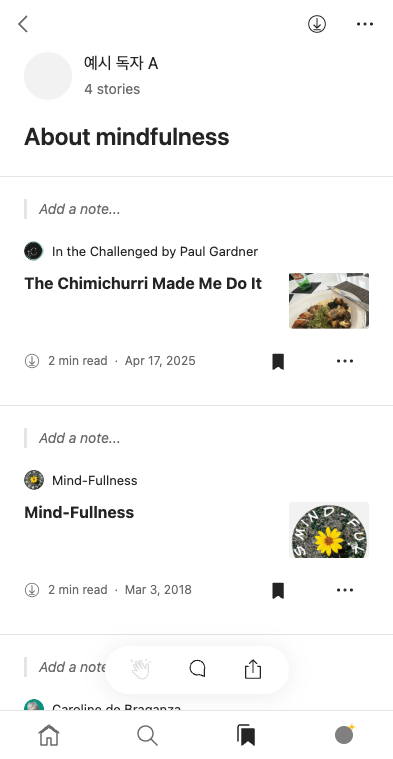 예시 독자 A
4 stories
About mindfulness
Add a note...
In the Challenged by Paul Gardner
The Chimichurri Made Me Do It
2 min read · Apr 17, 2025
Add a note...
Mind-Fullness
Mind-Fullness
MIND-FUL
S
2 min read · Mar 3, 2018
Add a note
Caroline de Braganza